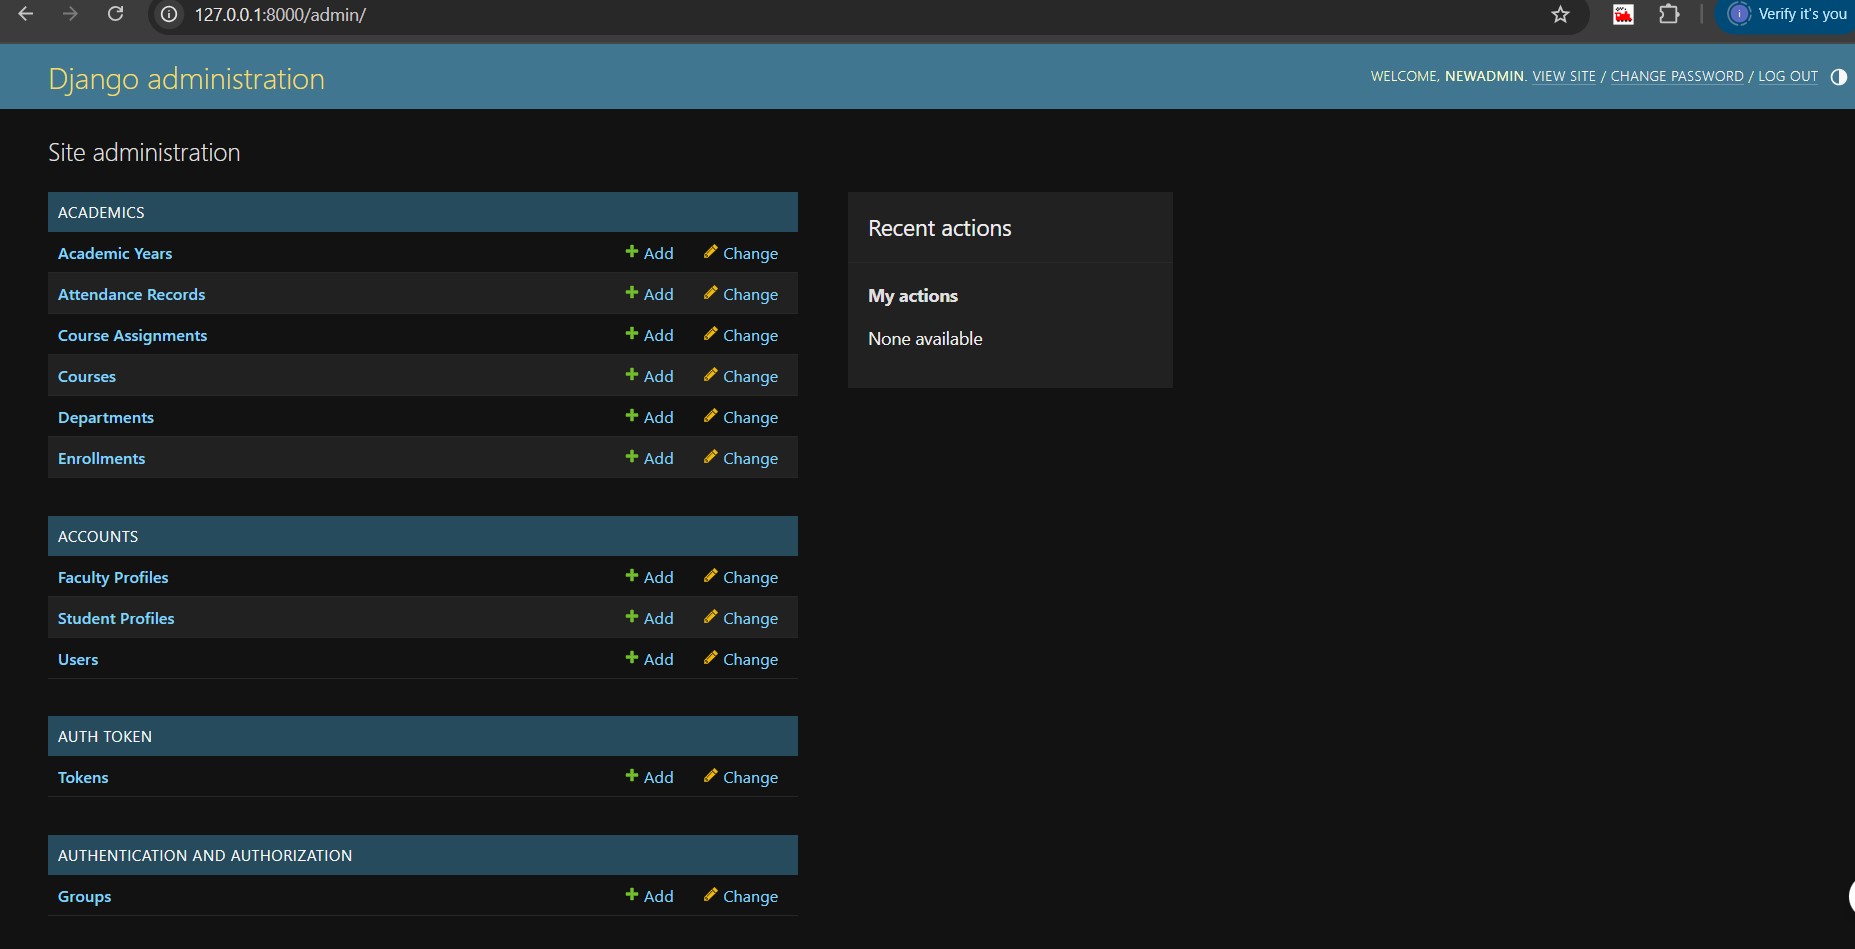 127.0.0.1:8000/admin/
Verify it's you
Django administration
WELCOME, NEWADMIN. VIEW SITE / CHANGE PASSWORD / LOG OUT
Site administration
ACADEMICS
Academic Years Add Change
Attendance Records Add Change
Course Assignments Add Change
Courses Add Change
Departments Add Change
Enrollments Add Change
ACCOUNTS
Faculty Profiles Add Change
Student Profiles Add Change
Users Add Change
AUTH TOKEN
Tokens Add Change
AUTHENTICATION AND AUTHORIZATION
Groups Add Change
Recent actions
My actions
None available